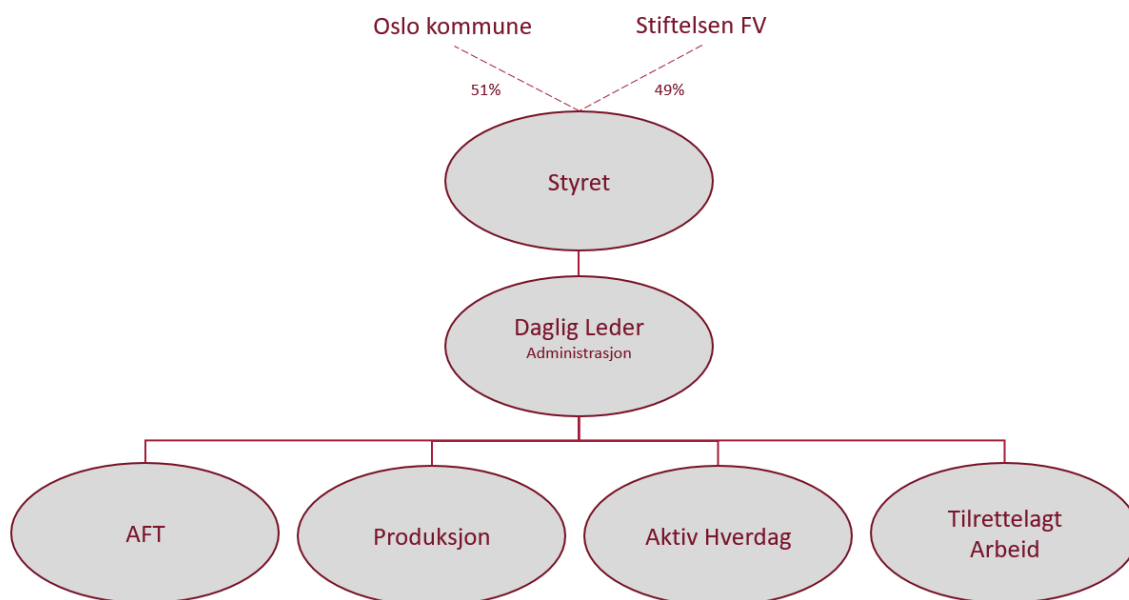 Oslo kommune
Stiftelsen FV
51%
49%
Styret
Daglig Leder
Administrasjon
AFT
Produksjon
Aktiv Hverdag
Tilrettelagt
Arbeid